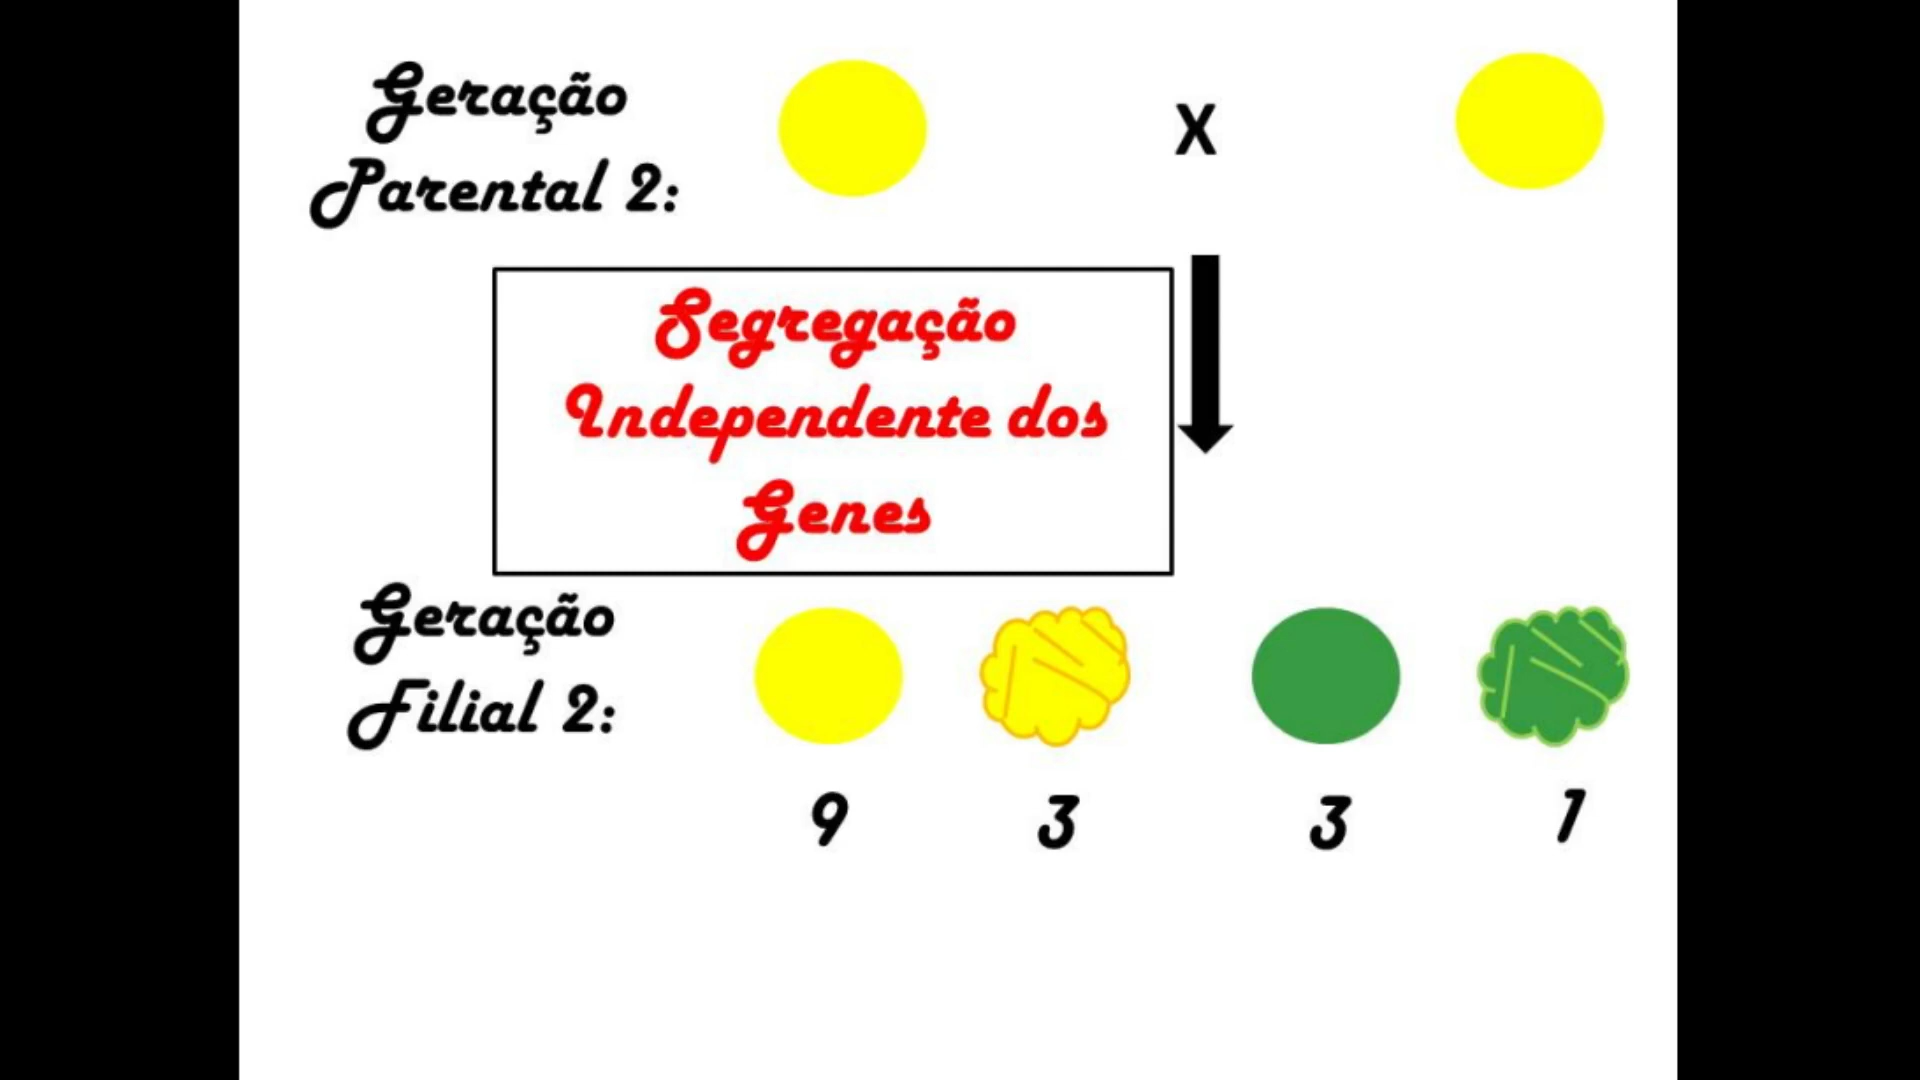 Geração
Parental 2:
X
Segregação
Independente dos
Genes
Geração
Filial 2:
9 3 3 1